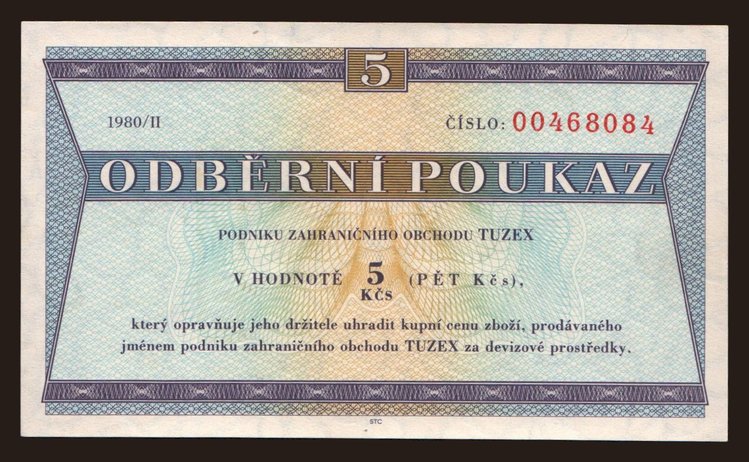 5
1980/II
ČÍSLO: 00468084
ODBĚRNÍ POUKAZ
PODNIKU ZAHRANIČNÍHO OBCHODU TUZEX
V HODNOTĚ 5 KčS (PĚT Kčs),
který opravňuje jeho držitele uhradit kupní cenu zboží, prodávaného
jménem podniku zahraničního obchodu TUZEX za devizové prostředky.
STC